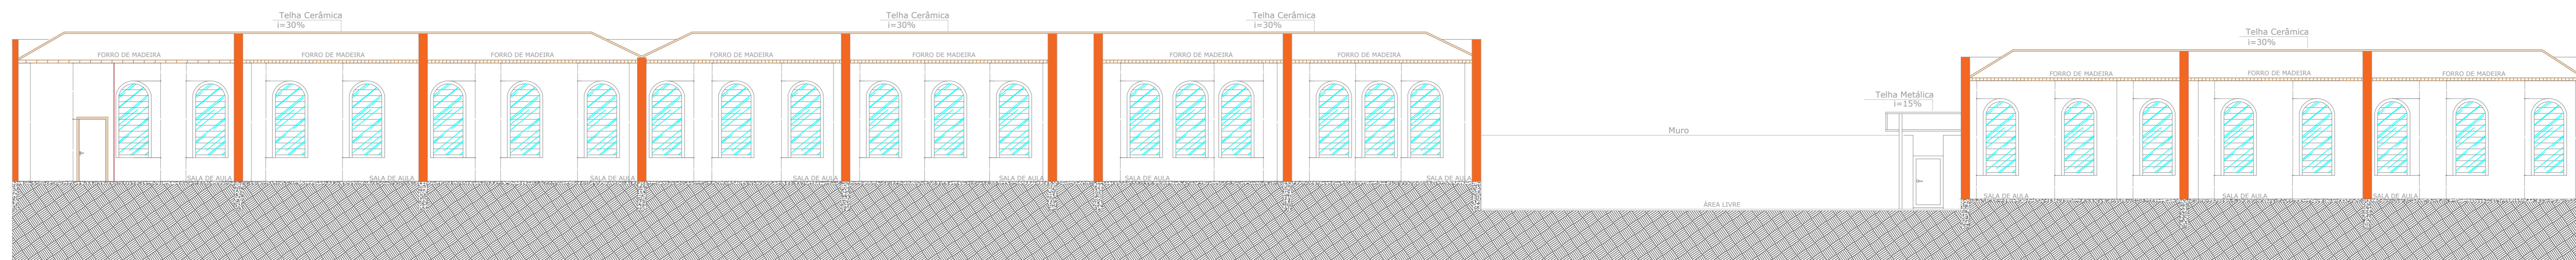 Telha Cerâmica
i=30%
Telha Cerâmica
i=30%
Telha Cerâmica
i=30%
Telha Cerâmica
i=30%
FORRO DE MADEIRA
FORRO DE MADEIRA
FORRO DE MADEIRA
FORRO DE MADEIRA
FORRO DE MADEIRA
FORRO DE MADEIRA
FORRO DE MADEIRA
FORRO DE MADEIRA
FORRO DE MADEIRA
FORRO DE MADEIRA
Telha Metálica
i=15%
Muro
SALA DE AULA
SALA DE AULA
SALA DE AULA
SALA DE AULA
SALA DE AULA
SALA DE AULA
SALA DE AULA
SALA DE AULA
SALA DE AULA
SALA DE AULA
ÁREA LIVRE